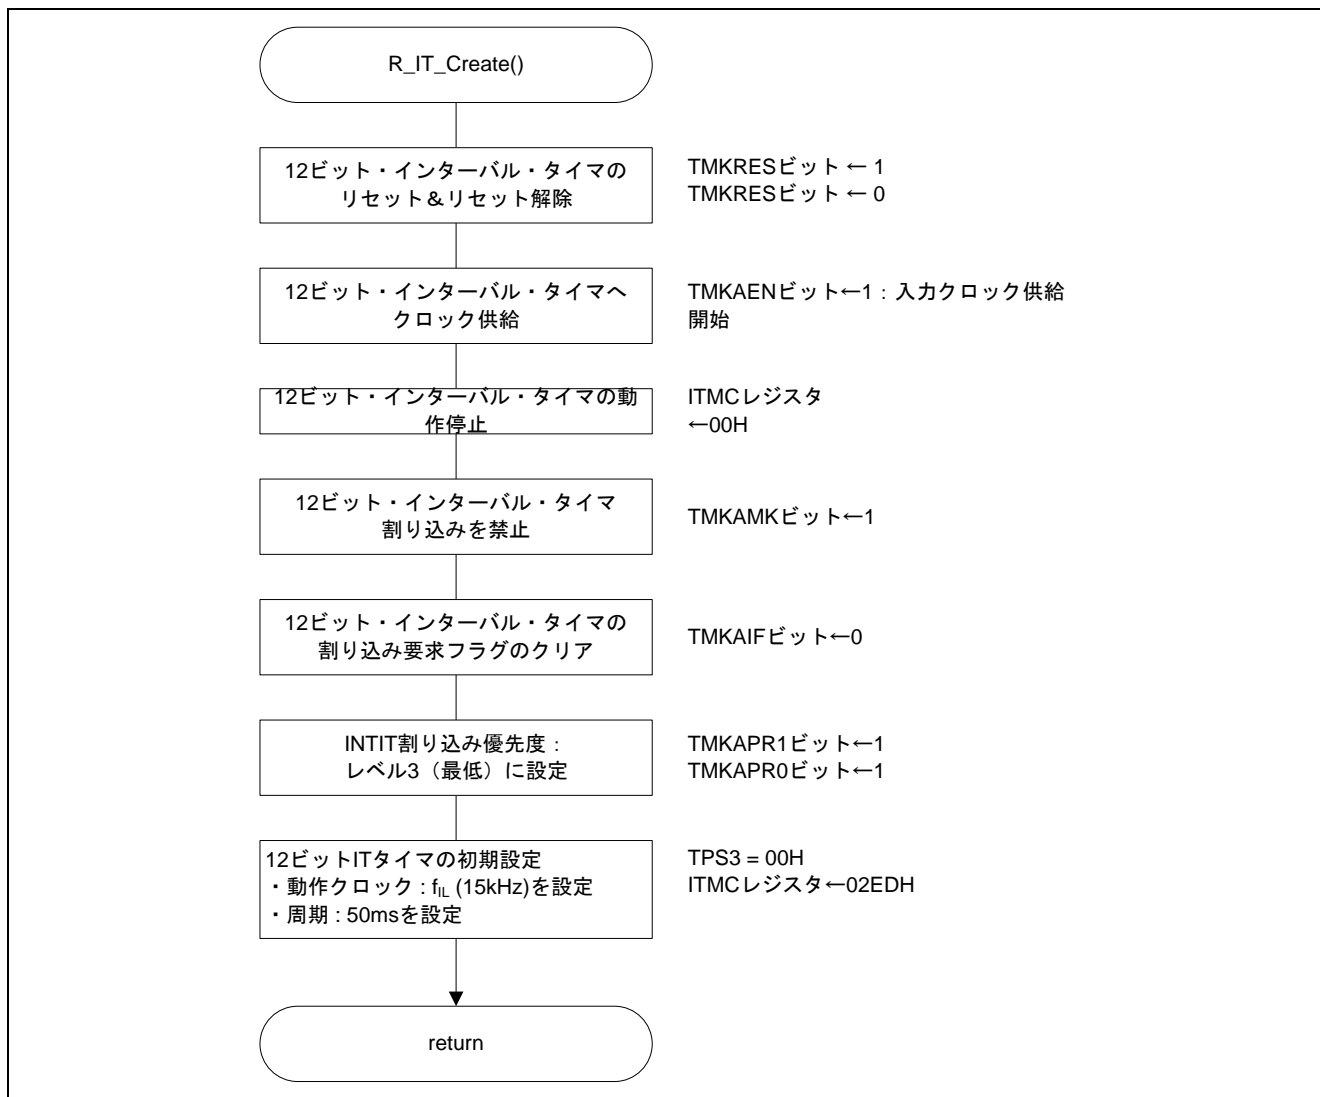 R_IT_Create()
12ビット・インターバル・タイマの
リセット＆リセット解除
TMKRESビット ← 1
TMKRESビット ← 0
12ビット・インターバル・タイマへ
クロック供給
TMKAENビット←1：入力クロック供給
開始
12ビット・インターバル・タイマの動
作停止
ITMCレジスタ
←00H
12ビット・インターバル・タイマ
割り込みを禁止
TMKAMKビット←1
12ビット・インターバル・タイマの
割り込み要求フラグのクリア
TMKAIFビット←0
INTIT割り込み優先度：
レベル3（最低）に設定
TMKAPR1ビット←1
TMKAPR0ビット←1
12ビットITタイマの初期設定
・動作クロック : fIL (15kHz)を設定
・周期 : 50msを設定
TPS3 = 00H
ITMCレジスタ←02EDH
return